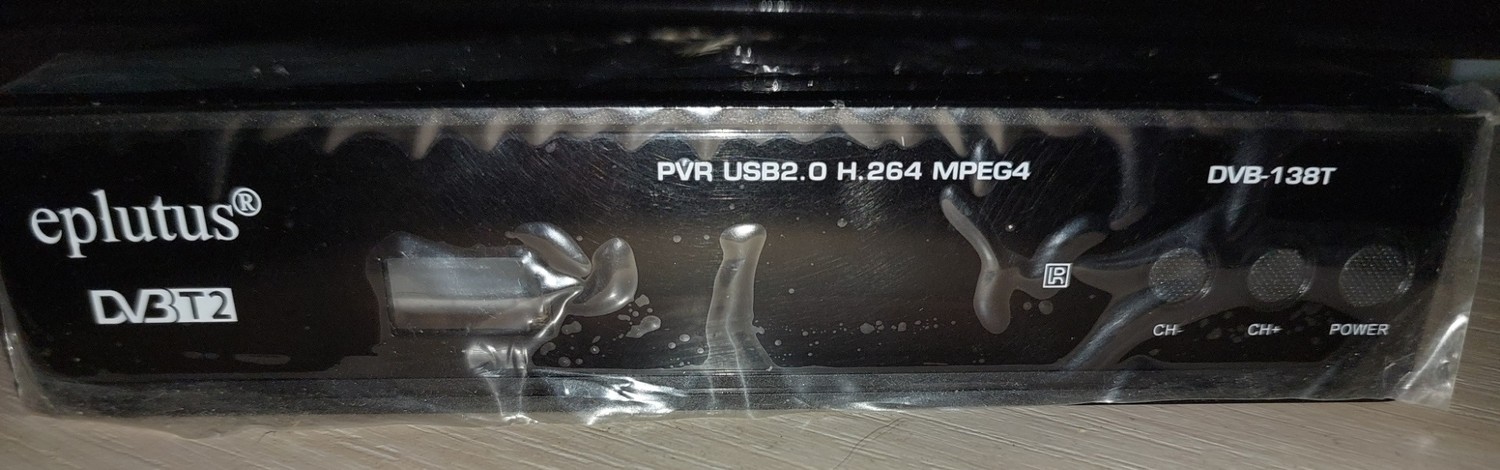 eplutus®
DVB T2
PVR USB2.0 H.264 MPEG4
DVB-138T
CH-
CH+
POWER